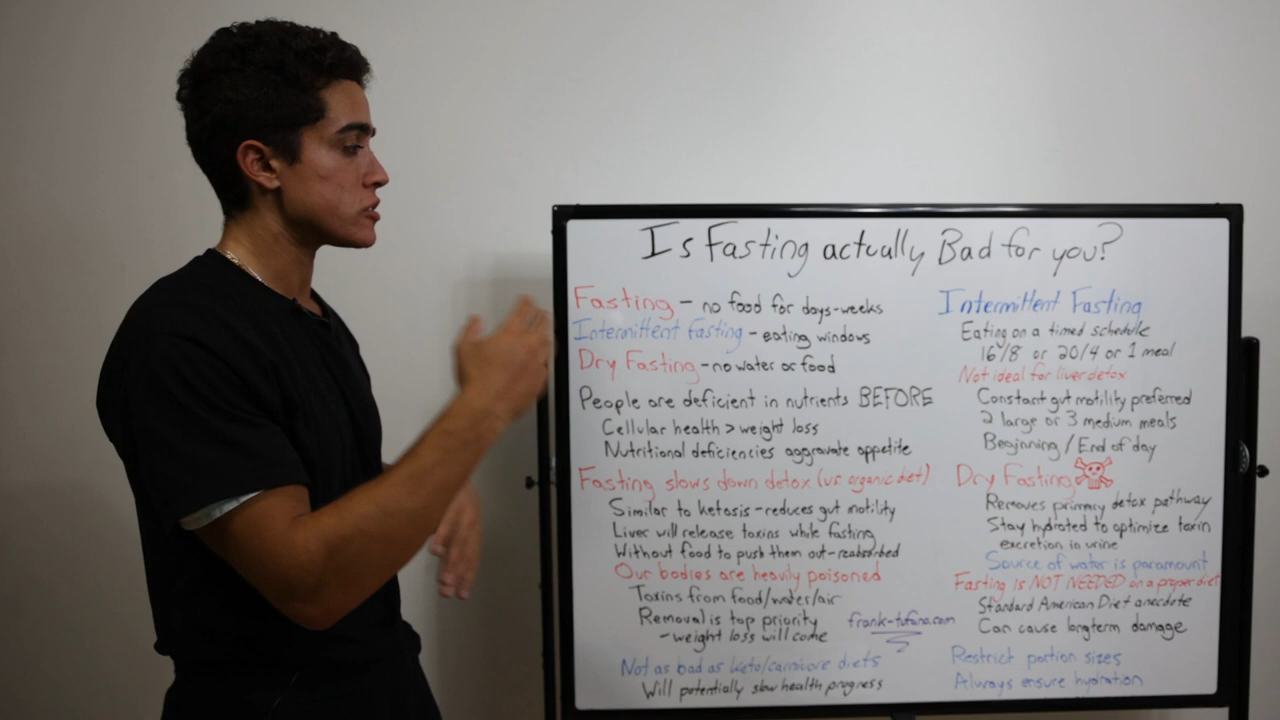 Is Fasting actually Bad for you?
Fasting - no food for days-weeks
Intermittent fasting - eating windows
Dry Fasting - no water or food
People are deficient in nutrients BEFORE
Cellular health > weight loss
Nutritional deficiencies aggravate appetite
Fasting slows down detox (vs organic diet)
Similar to ketosis - reduces gut motility
Liver will release toxins while fasting
Without food to push them out - reabsorbed
Our bodies are heavily poisoned
Toxins from food/water/air
Removal is top priority
- weight loss will come
frank-tufano.com
Not as bad as keto/carnivore diets
Will potentially slow health progress
Intermittent Fasting
Eating on a timed schedule
16/8 or 20/4 or 1 meal
Not ideal for liver detox
Constant gut motility preferred
2 large or 3 medium meals
Beginning / End of day
Dry Fasting
Removes primary detox pathway
Stay hydrated to optimize toxin
excretion in urine
Source of water is paramount
Fasting is NOT NEEDED on a proper diet
Standard American Diet anecdote
Can cause longterm damage
Restrict portion sizes
Always ensure hydration